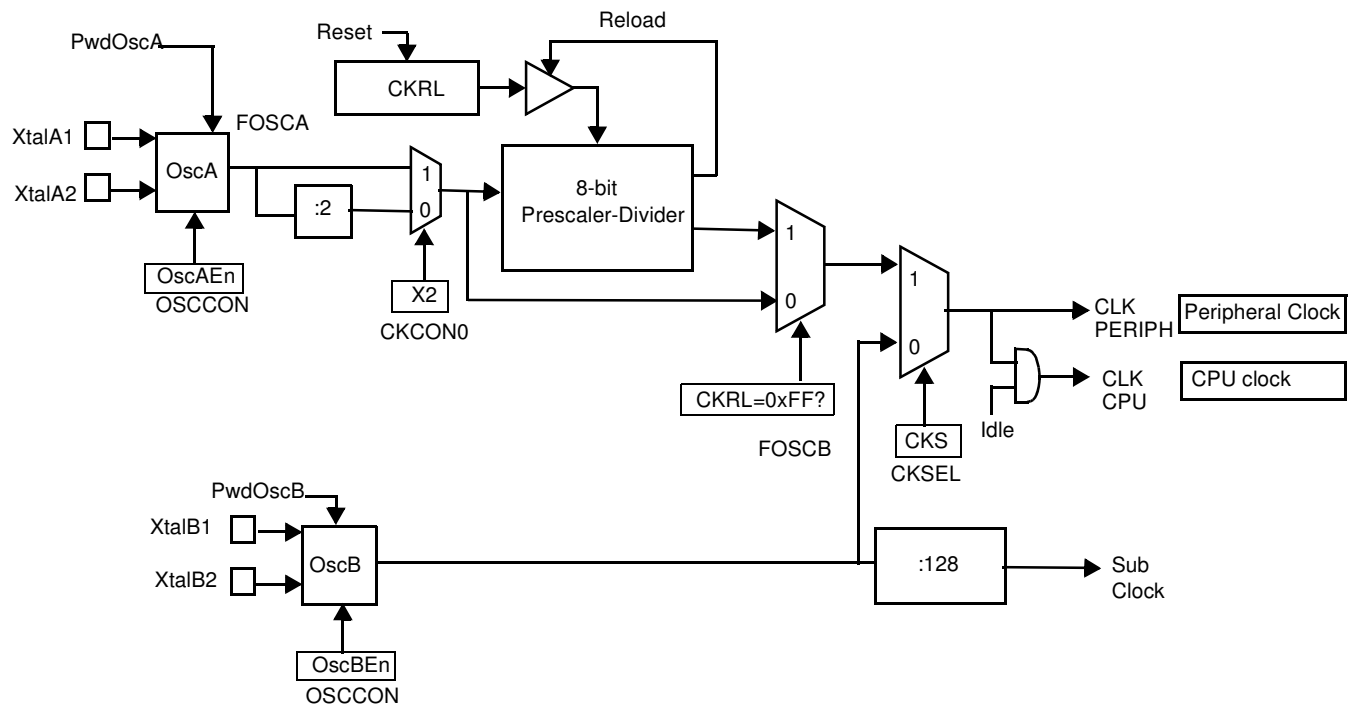 Reload
Reset
PwdOscA
CKRL
FOSCA
XtalA1
OscA
XtalA2
:2
1
0
8-bit
Prescaler-Divider
1
0
OscAEn
OSCCON
X2
CKCON0
1
0
CLK
PERIPH
Peripheral Clock
CLK
CPU
CPU clock
CKRL=0xFF?
Idle
FOSCB
CKS
CKSEL
PwdOscB
XtalB1
OscB
XtalB2
:128
Sub
Clock
OscBEn
OSCCON